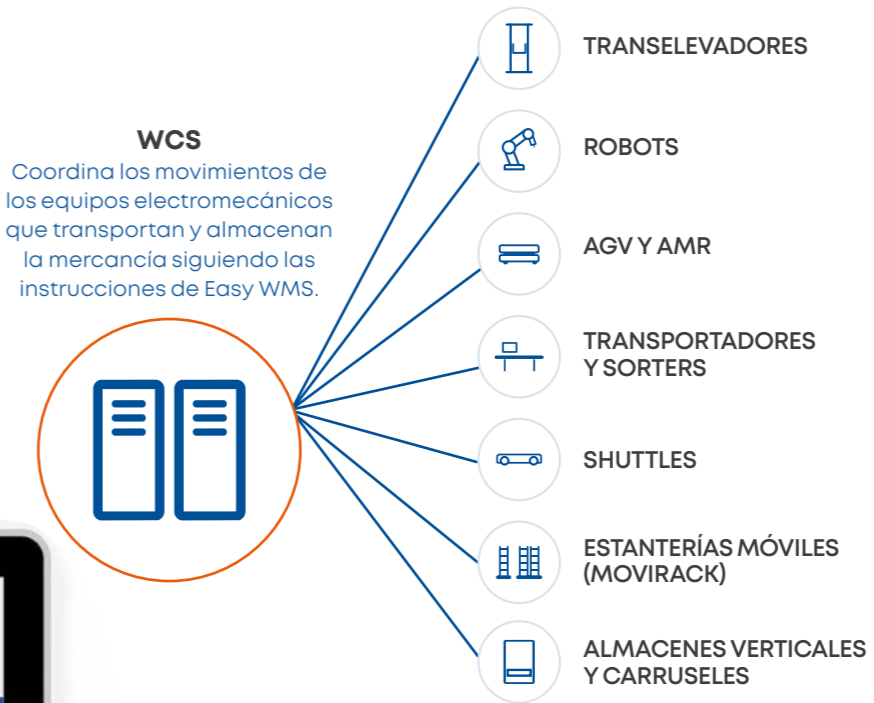 WCS
Coordina los movimientos de
los equipos electromecánicos
que transportan y almacenan
la mercancía siguiendo las
instrucciones de Easy WMS.
TRANSELEVADORES
ROBOTS
AGV Y AMR
TRANSPORTADORES
Y SORTERS
SHUTTLES
ESTANTERÍAS MÓVILES
(MOVIRACK)
ALMACENES VERTICALES
Y CARRUSELES